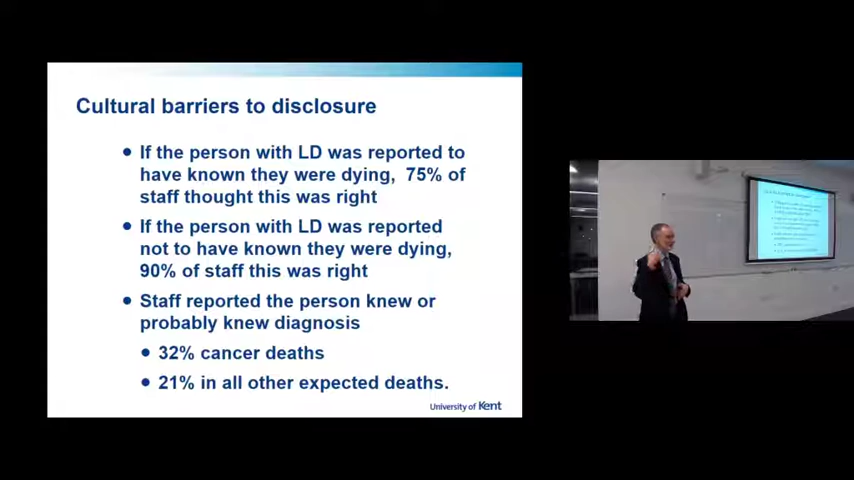 Cultural barriers to disclosure
If the person with LD was reported to
have known they were dying, 75% of
staff thought this was right
If the person with LD was reported
not to have known they were dying,
90% of staff this was right
Staff reported the person knew or
probably knew diagnosis
32% cancer deaths
21% in all other expected deaths.
University of Kent